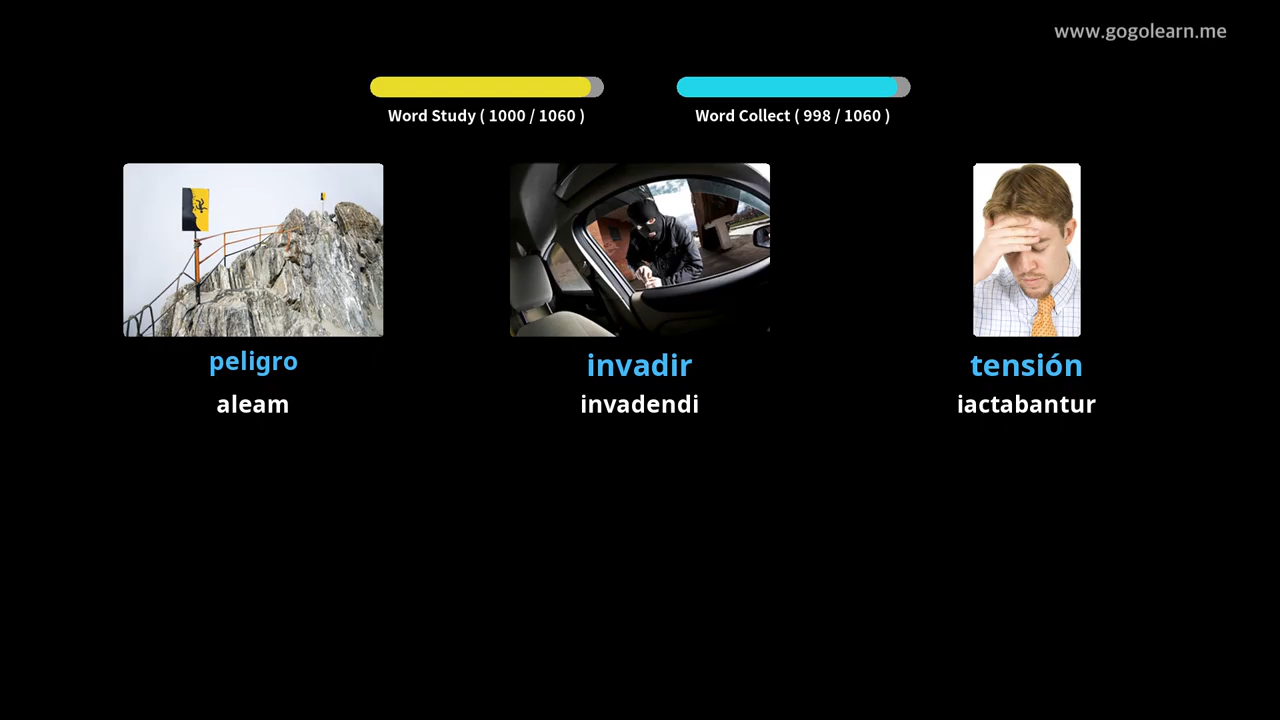 www.gogolearn.me
Word Study ( 1000 / 1060 )
Word Collect ( 998 / 1060 )
peligro
aleam
invadir
invadendi
tensión
iactabantur